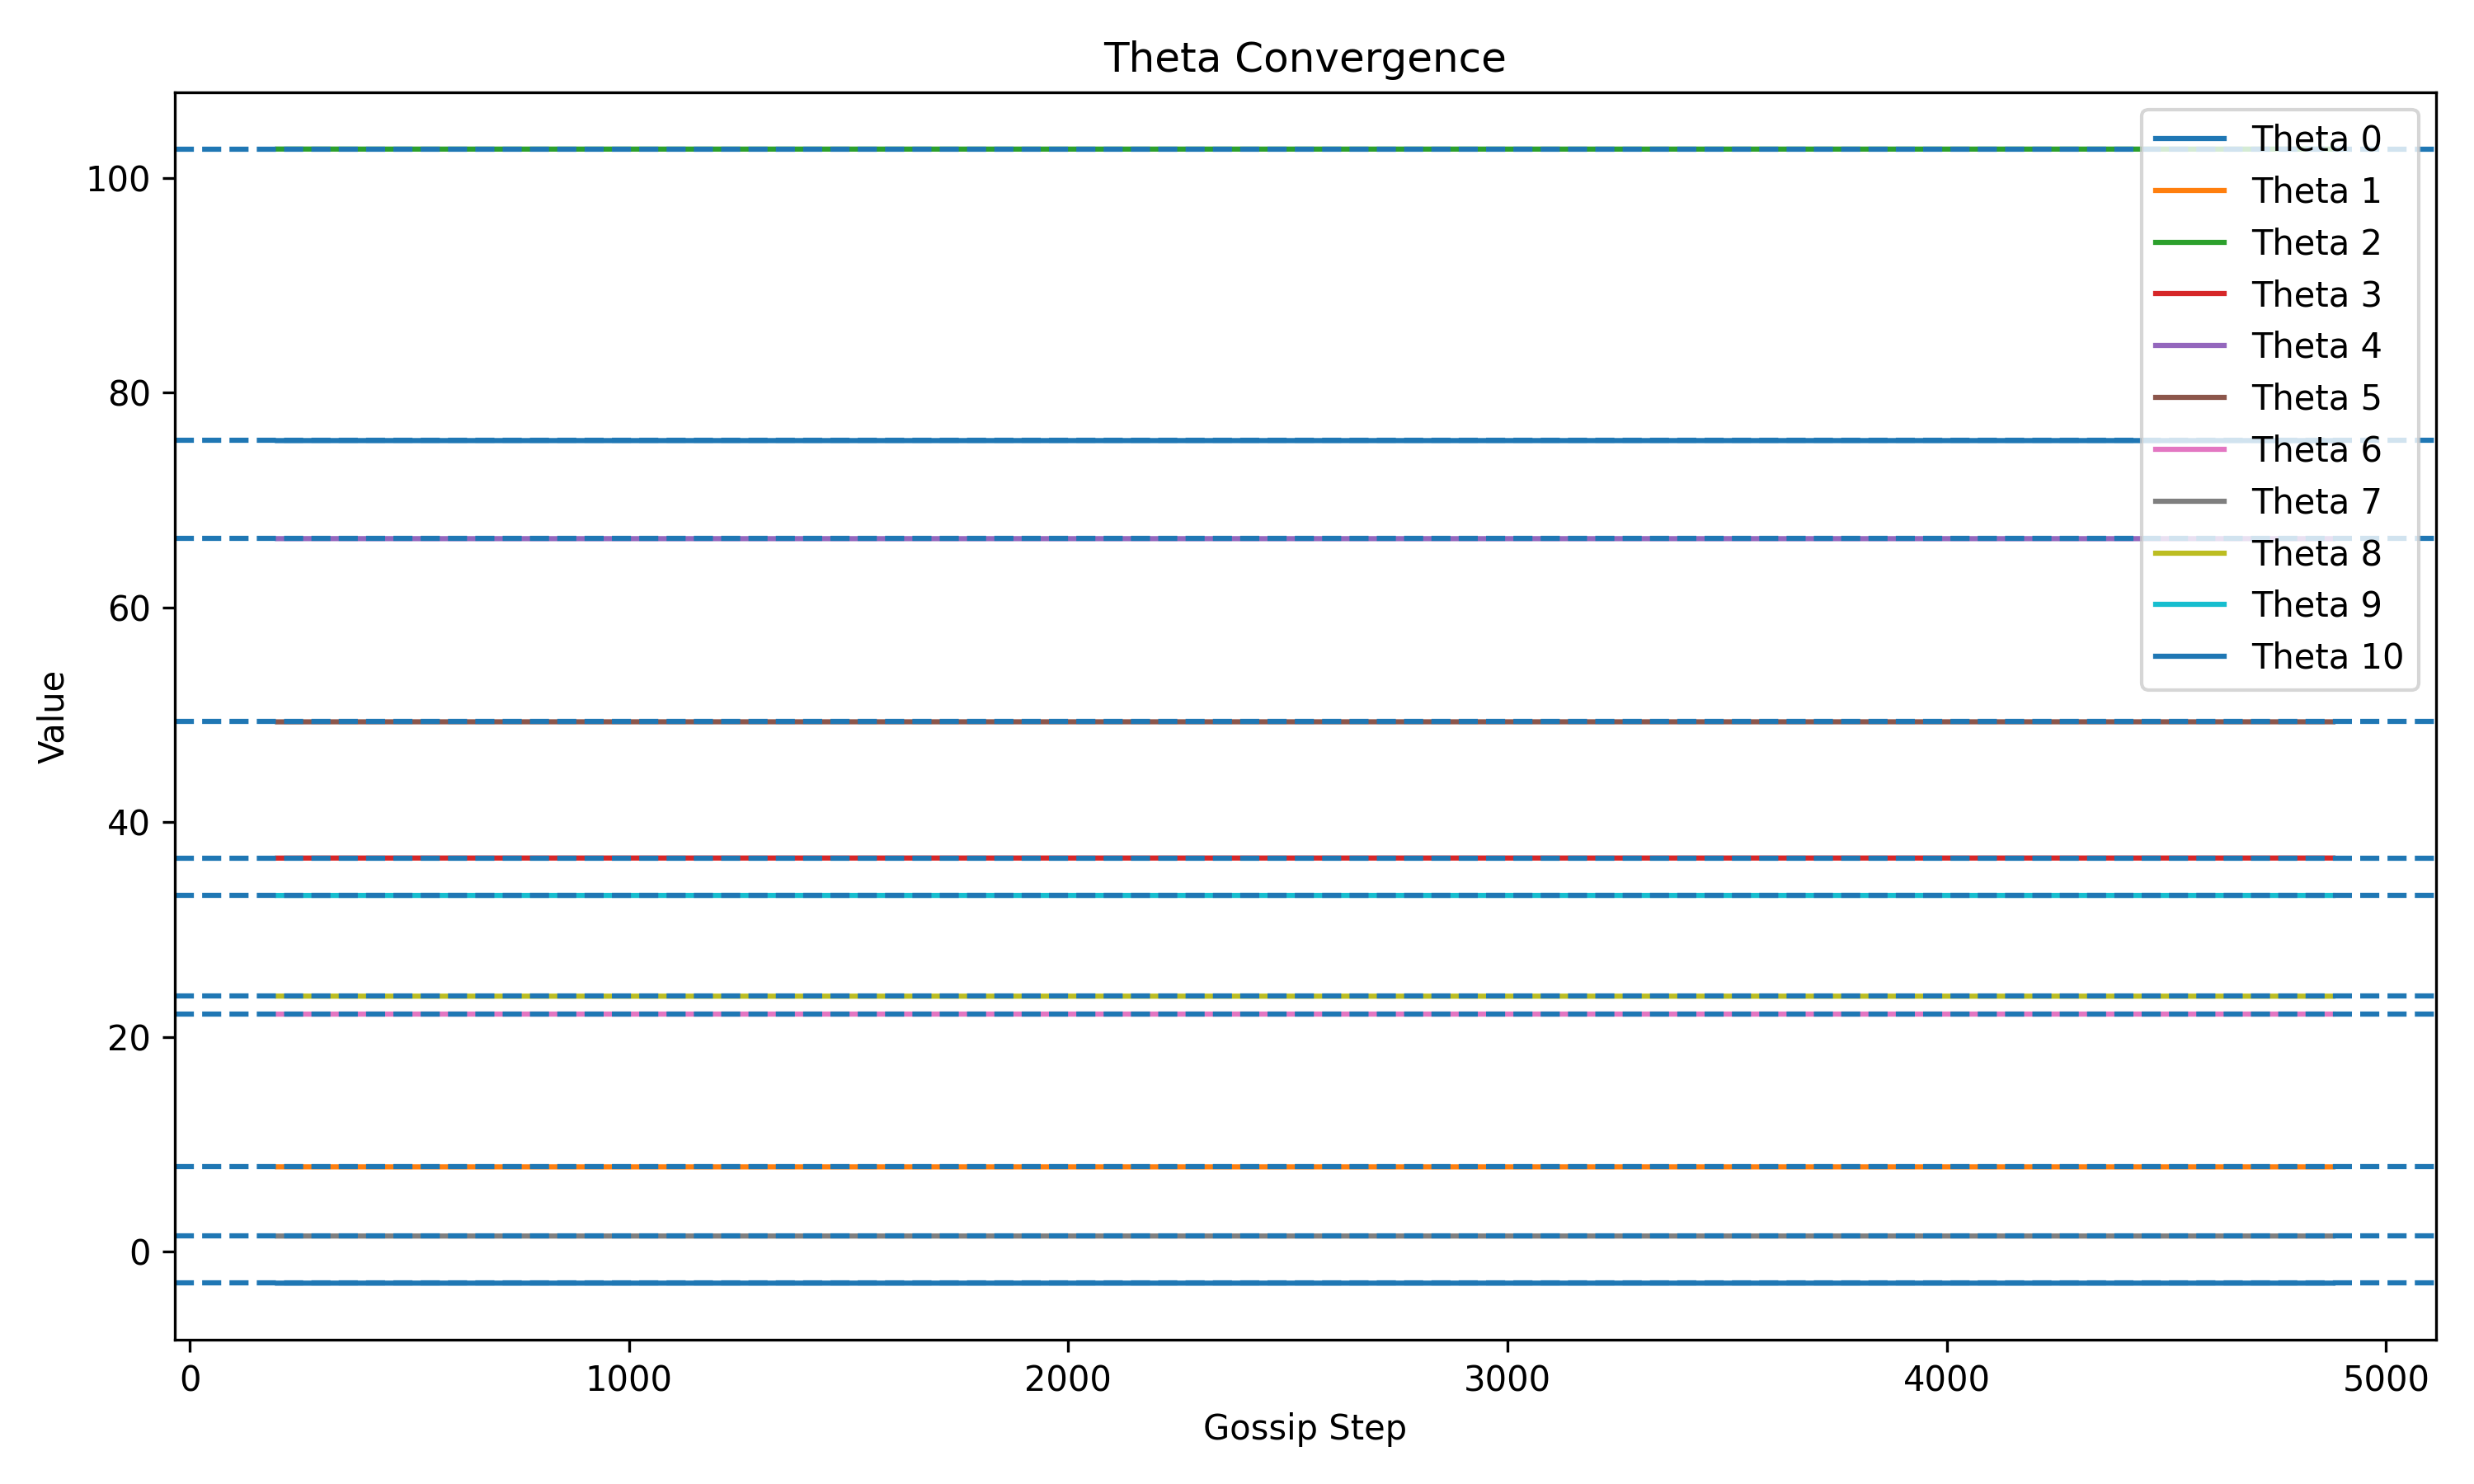 Theta Convergence
Theta 0
Theta 1
Theta 2
Theta 3
Theta 4
Theta 5
Theta 6
Theta 7
Theta 8
Theta 9
Theta 10
100
80
60
40
20
0
Value
0 1000 2000 3000 4000 5000
Gossip Step